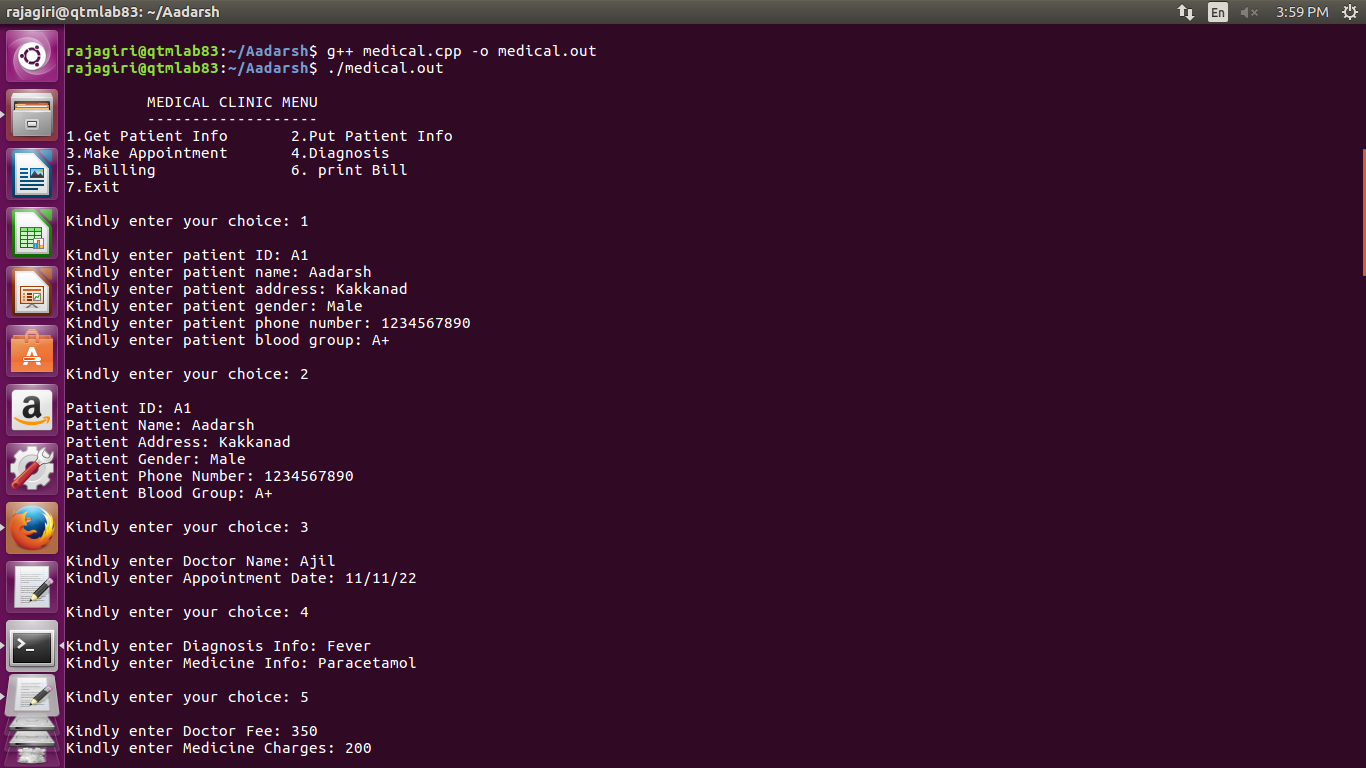 rajagiri@qtmlab83: ~/Aadarsh
En
3:59 PM
rajagiri@qtmlab83:~/Aadarsh$ g++ medical.cpp -o medical.out
rajagiri@qtmlab83:~/Aadarsh$ ./medical.out
MEDICAL CLINIC MENU
-------------------
1.Get Patient Info 2.Put Patient Info
3.Make Appointment 4.Diagnosis
5. Billing 6. print Bill
7.Exit
Kindly enter your choice: 1
Kindly enter patient ID: A1
Kindly enter patient name: Aadarsh
Kindly enter patient address: Kakkanad
Kindly enter patient gender: Male
Kindly enter patient phone number: 1234567890
Kindly enter patient blood group: A+
Kindly enter your choice: 2
Patient ID: A1
Patient Name: Aadarsh
Patient Address: Kakkanad
Patient Gender: Male
Patient Phone Number: 1234567890
Patient Blood Group: A+
Kindly enter your choice: 3
Kindly enter Doctor Name: Ajil
Kindly enter Appointment Date: 11/11/22
Kindly enter your choice: 4
Kindly enter Diagnosis Info: Fever
Kindly enter Medicine Info: Paracetamol
Kindly enter your choice: 5
Kindly enter Doctor Fee: 350
Kindly enter Medicine Charges: 200